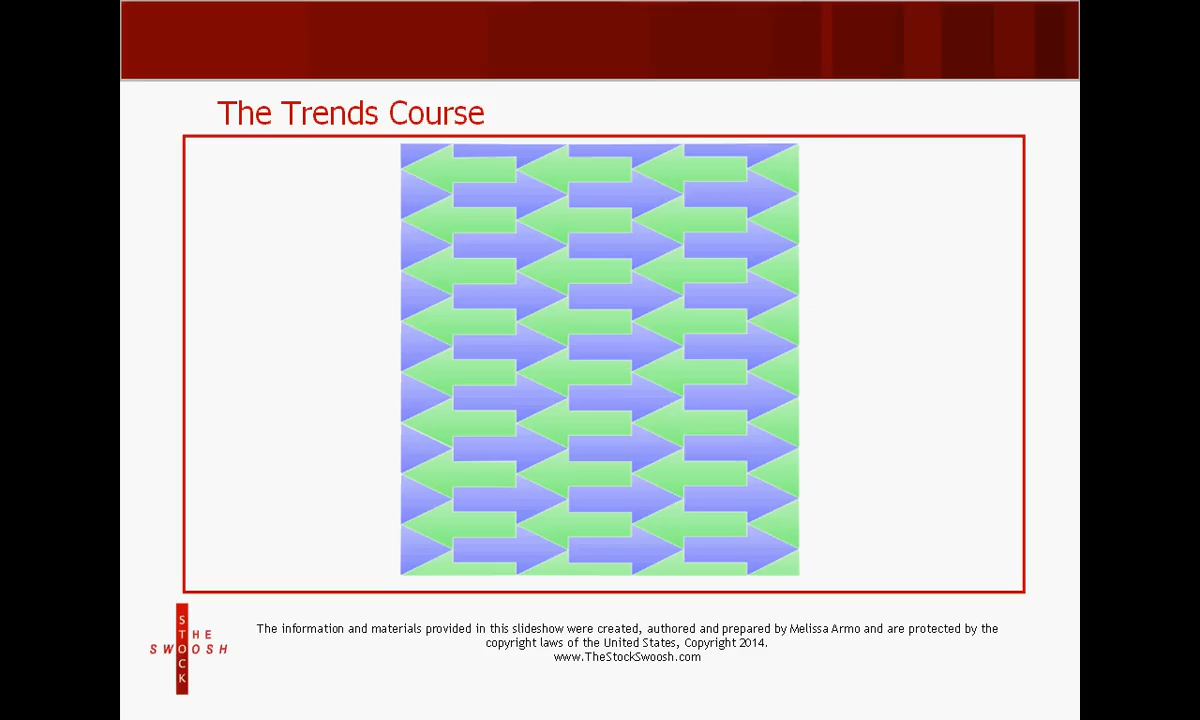 The Trends Course
STOCK
THE
SWOOSH
The information and materials provided in this slideshow were created, authored and prepared by Melissa Armo and are protected by the
copyright laws of the United States, Copyright 2014.
www.TheStockSwoosh.com